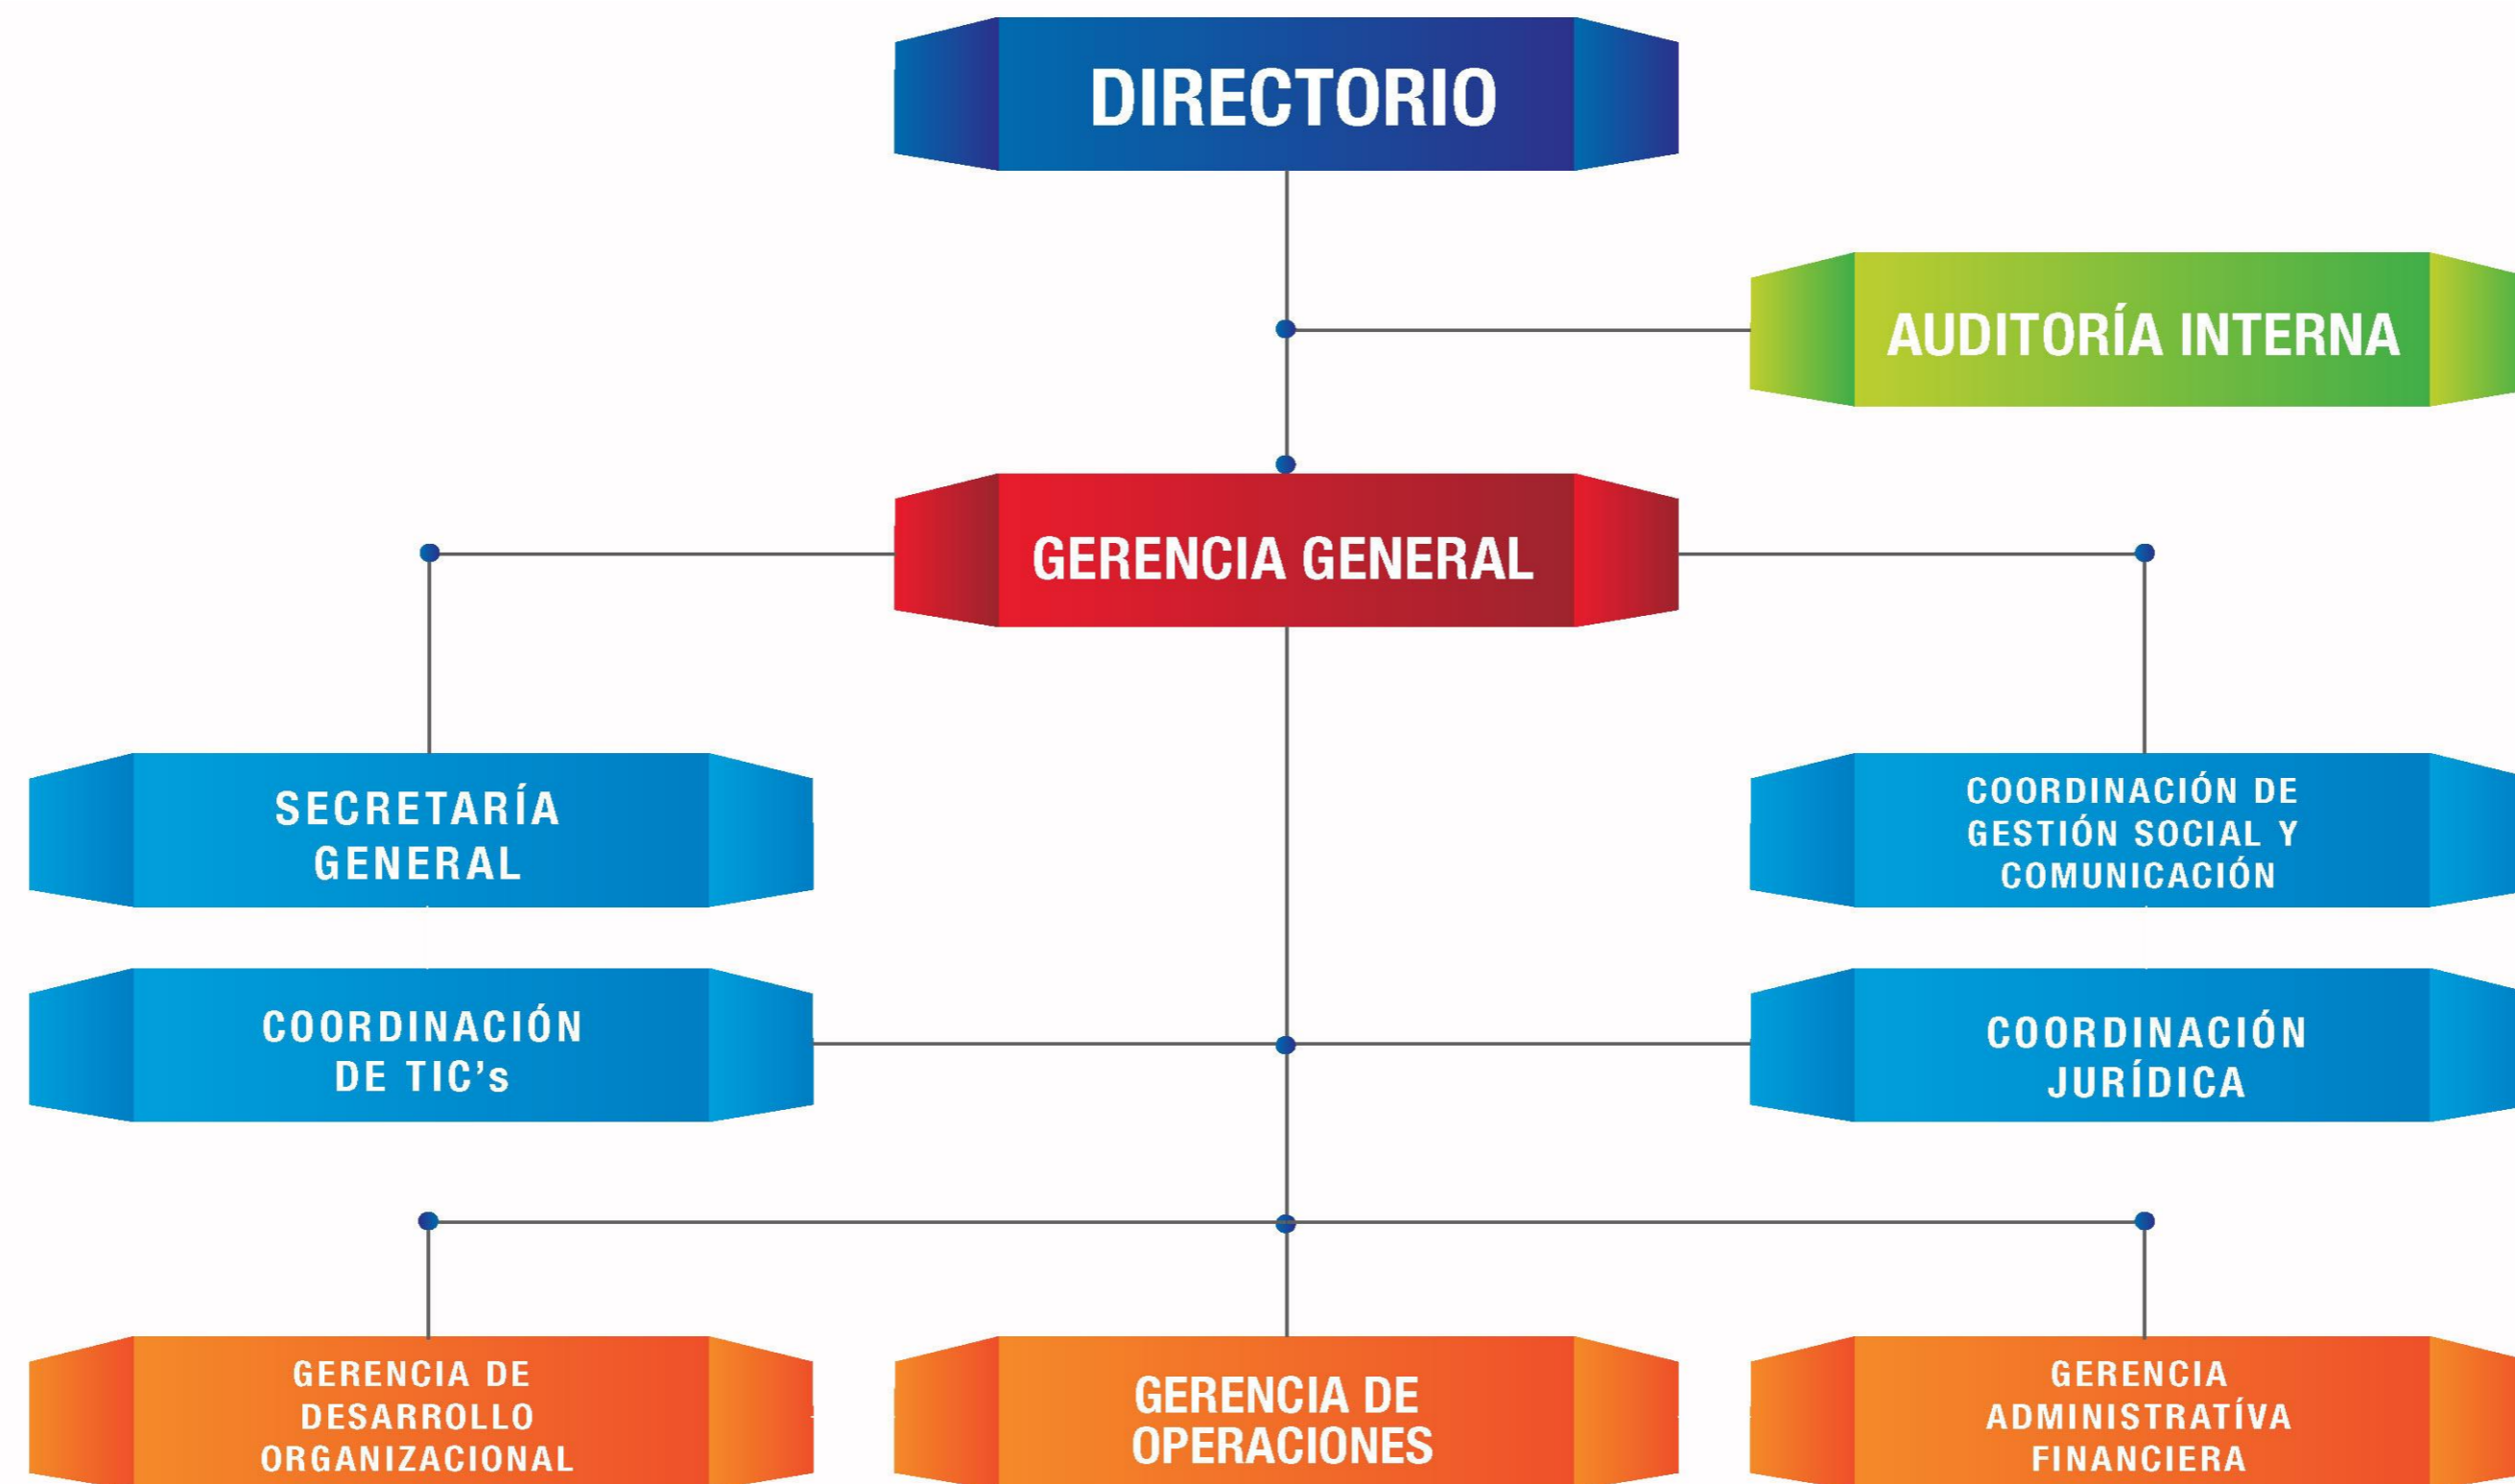 DIRECTORIO
AUDITORÍA INTERNA
GERENCIA GENERAL
SECRETARÍA
GENERAL
COORDINACIÓN DE
GESTIÓN SOCIAL Y
COMUNICACIÓN
COORDINACIÓN
DE TIC’s
COORDINACIÓN
JURÍDICA
GERENCIA DE
DESARROLLO
ORGANIZACIONAL
GERENCIA DE
OPERACIONES
GERENCIA
ADMINISTRATÍVA
FINANCIERA